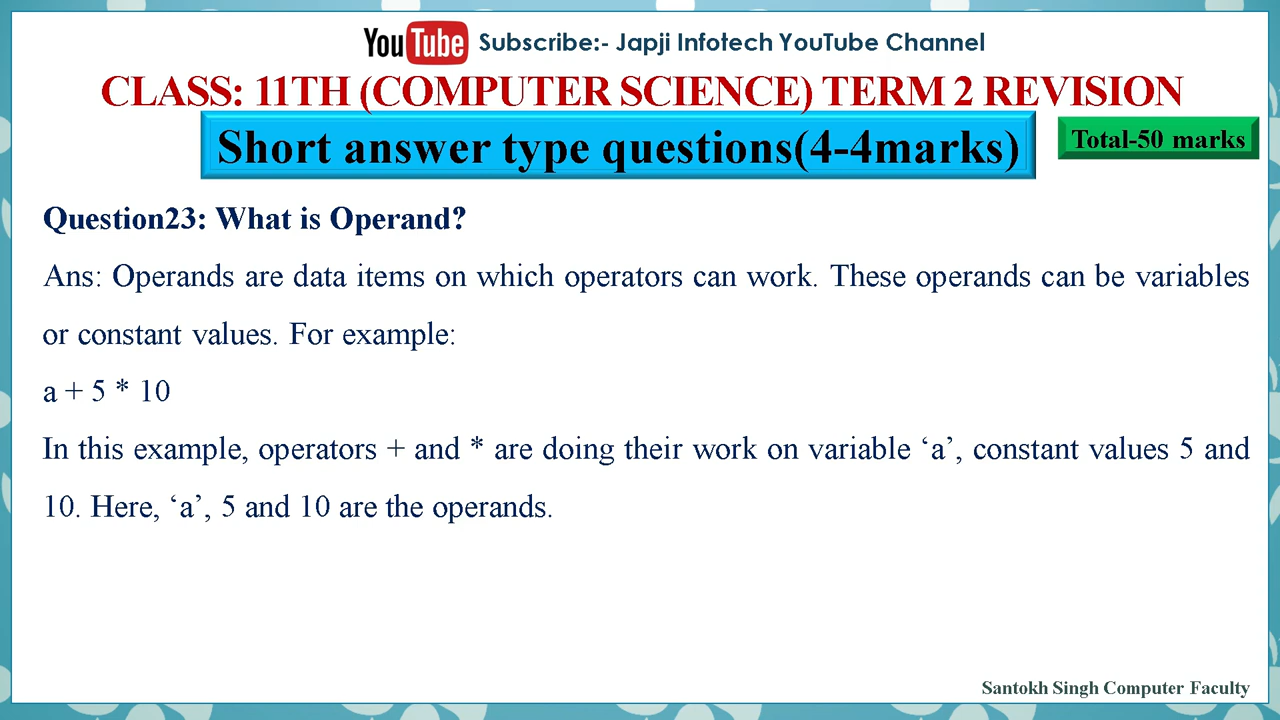 YouTube Subscribe:- Japji Infotech YouTube Channel
CLASS: 11TH (COMPUTER SCIENCE) TERM 2 REVISION
Short answer type questions(4-4marks)
Total-50 marks
Question23: What is Operand?
Ans: Operands are data items on which operators can work. These operands can be variables
or constant values. For example:
a + 5 * 10
In this example, operators + and * are doing their work on variable ‘a’, constant values 5 and
10. Here, ‘a’, 5 and 10 are the operands.
Santokh Singh Computer Faculty